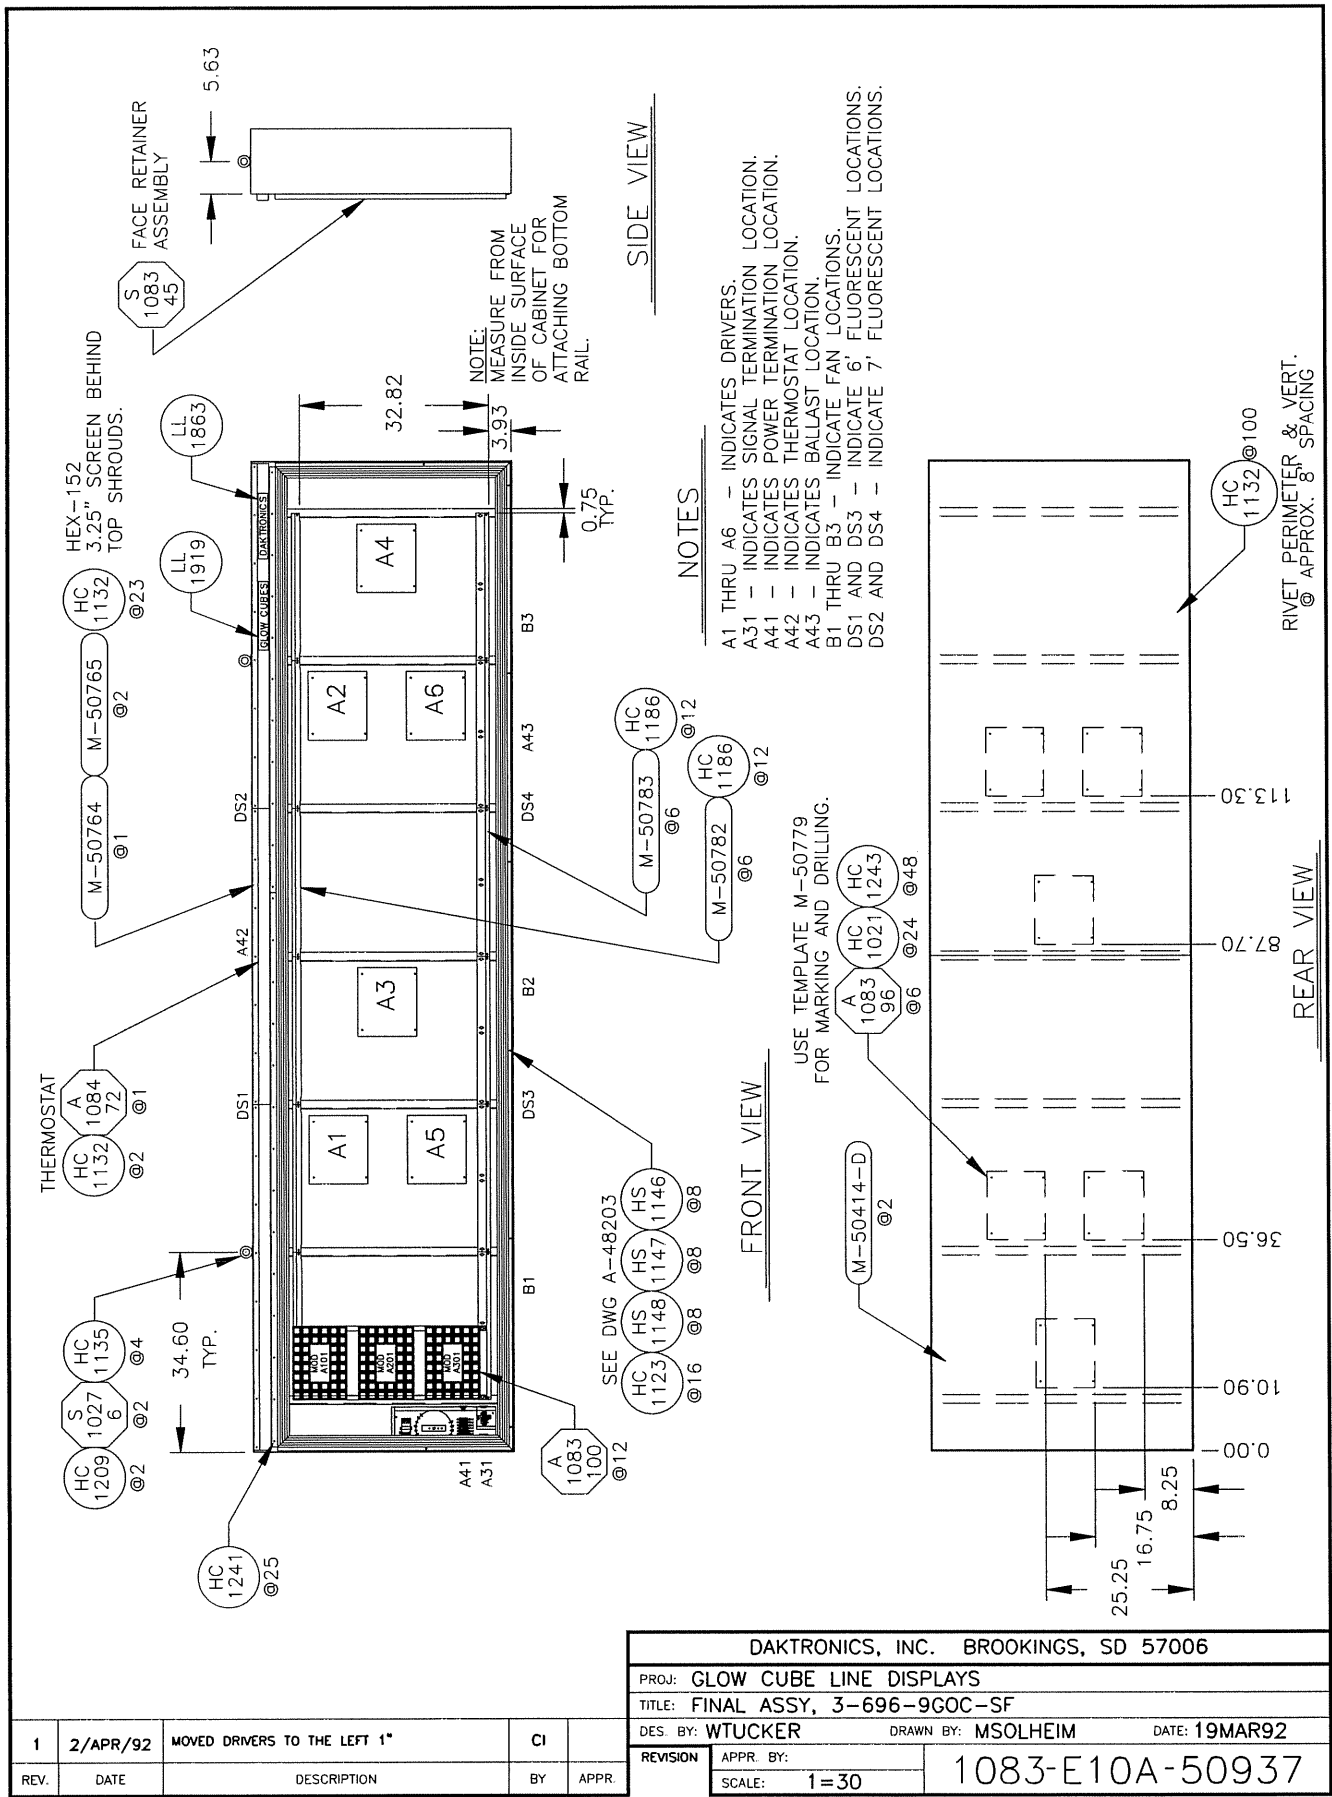 HC
1241
@25
HC
1209
@2
S
1027
6
@2
HC
1135
@4
34.60
TYP.
THERMOSTAT
HC
1132
@2
A
1084
72
@1
M-50764
@1
M-50765
@2
HC
1132
@23
HEX-152
3.25" SCREEN BEHIND
TOP SHROUDS.
LL
1919
LL
1863
S
1083
45
FACE RETAINER
ASSEMBLY
5.63
DS1
A42
DS2
GLOW CUBES
DAKTRONICS
MOD
A101
MOD
A201
MOD
A301
A1
A5
A3
A2
A6
A4
A41
A31
B1
DS3
B2
DS4
A43
B3
32.82
3.93
0.75
TYP.
NOTE:
MEASURE FROM
INSIDE SURFACE
OF CABINET FOR
ATTACHING BOTTOM
RAIL.
SIDE VIEW
A
1083
100
@12
SEE DWG A-48203
HC
1123
@16
HS
1148
@8
HS
1147
@8
HS
1146
@8
M-50783
@6
HC
1186
@12
M-50782
@6
HC
1186
@12
FRONT VIEW
NOTES
A1 THRU A6 - INDICATES DRIVERS.
A31 - INDICATES SIGNAL TERMINATION LOCATION.
A41 - INDICATES POWER TERMINATION LOCATION.
A42 - INDICATES THERMOSTAT LOCATION.
A43 - INDICATES BALLAST LOCATION.
B1 THRU B3 - INDICATE FAN LOCATIONS.
DS1 AND DS3 - INDICATE 6' FLUORESCENT LOCATIONS.
DS2 AND DS4 - INDICATE 7' FLUORESCENT LOCATIONS.
USE TEMPLATE M-50779
FOR MARKING AND DRILLING.
A
1083
96
@6
HC
1021
@24
HC
1243
@48
M-50414-D
@2
HC
1132
@100
RIVET PERIMETER & VERT.
@ APPROX. 8" SPACING
25.25
16.75
8.25
0.00
10.90
36.50
87.70
113.30
REAR VIEW
DAKTRONICS, INC. BROOKINGS, SD 57006
PROJ: GLOW CUBE LINE DISPLAYS
TITLE: FINAL ASSY, 3-696-9GOC-SF
DES. BY: WTUCKER DRAWN BY: MSOLHEIM DATE: 19MAR92
REVISION APPR. BY:
SCALE: 1=30
1083-E10A-50937
1 2/APR/92 MOVED DRIVERS TO THE LEFT 1" CI
REV. DATE DESCRIPTION BY APPR.